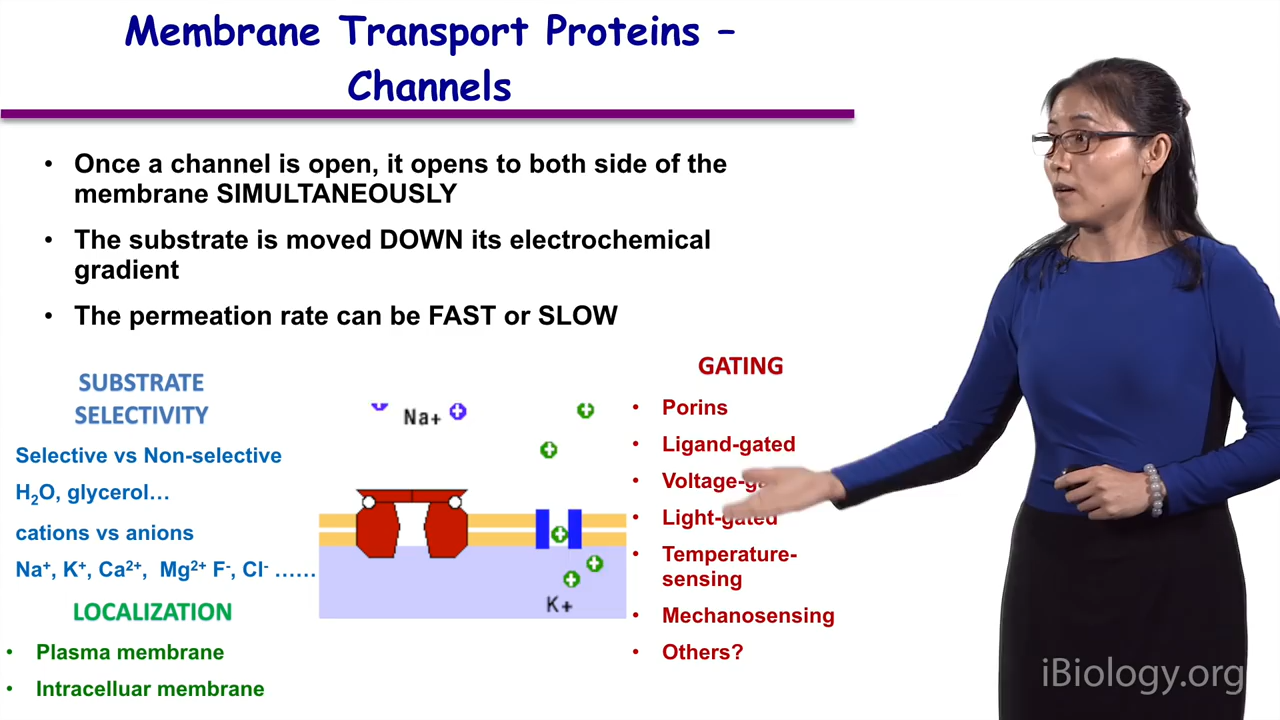 Membrane Transport Proteins –
Channels
• Once a channel is open, it opens to both side of the
membrane SIMULTANEOUSLY
• The substrate is moved DOWN its electrochemical
gradient
• The permeation rate can be FAST or SLOW
SUBSTRATE
SELECTIVITY
Selective vs Non-selective
H₂O, glycerol…
cations vs anions
Na⁺, K⁺, Ca²⁺, Mg²⁺ F⁻, Cl⁻ ……
LOCALIZATION
• Plasma membrane
• Intracelluar membrane
Na+
K+
GATING
• Porins
• Ligand-gated
• Light-gated
• Temperature-
sensing
• Mechanosensing
• Others?
iBiology.org